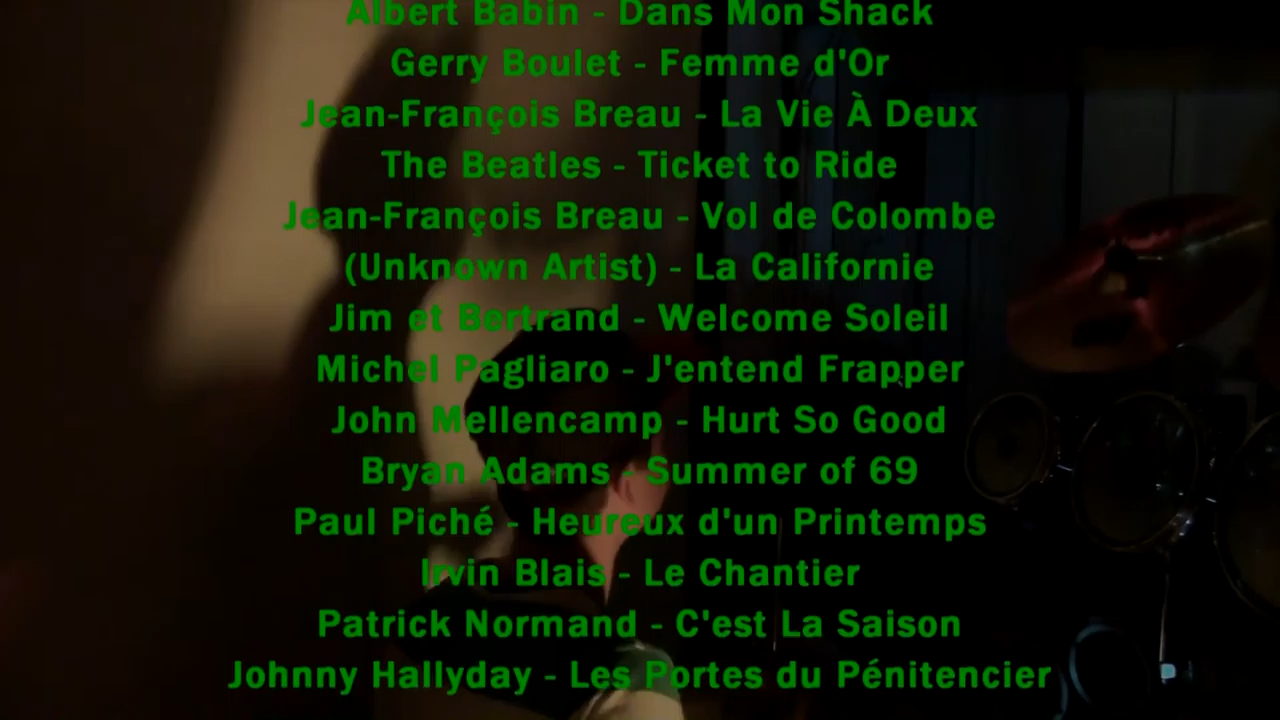 Albert Babin - Dans Mon Shack
Gerry Boulet - Femme d'Or
Jean-François Breau - La Vie À Deux
The Beatles - Ticket to Ride
Jean-François Breau - Vol de Colombe
(Unknown Artist) - La Californie
Jim et Bertrand - Welcome Soleil
Michel Pagliaro - J'entend Frapper
John Mellencamp - Hurt So Good
Bryan Adams - Summer of 69
Paul Piché - Heureux d'un Printemps
Irvin Blais - Le Chantier
Patrick Normand - C'est La Saison
Johnny Hallyday - Les Portes du Pénitencier